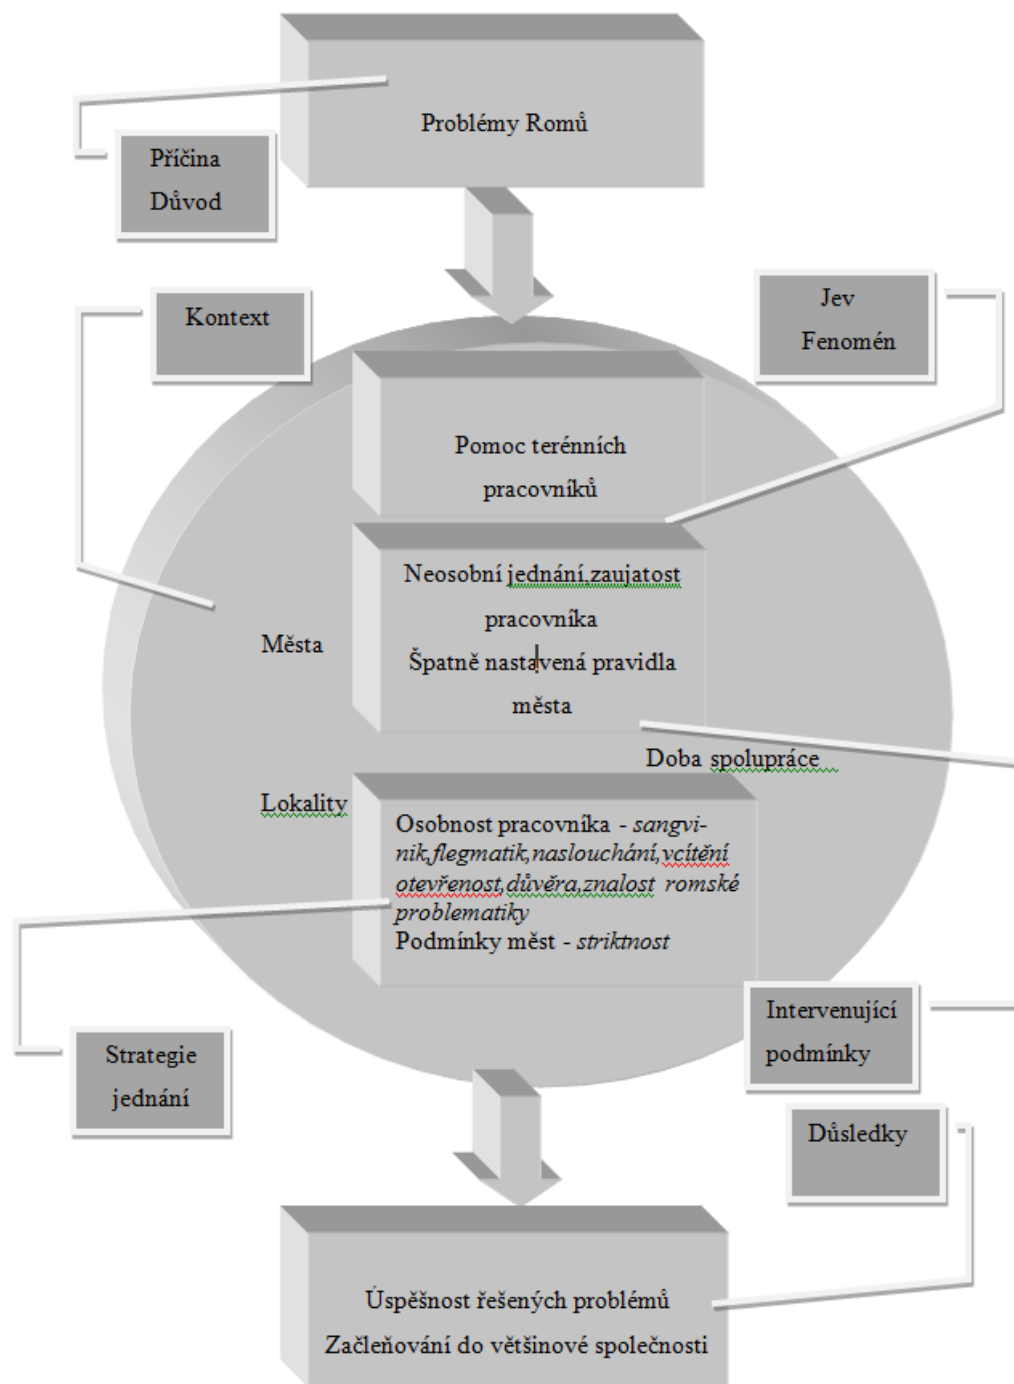 Problémy Romů
Příčina
Důvod
Kontext
Jev
Fenomén
Pomoc terénních
pracovníků
Neosobní jednání,zaujatost
pracovníka
Špatně nastavená pravidla
města
Města
Doba spolupráce
Lokality
Osobnost pracovníka - sangvi-
nik,flegmatik,naslouchání,vcítění
otevřenost,důvěra,znalost romské
problematiky
Podmínky měst - striktnost
Intervenující
podmínky
Strategie
jednání
Důsledky
Úspěšnost řešených problémů
Začleňování do většinové společnosti